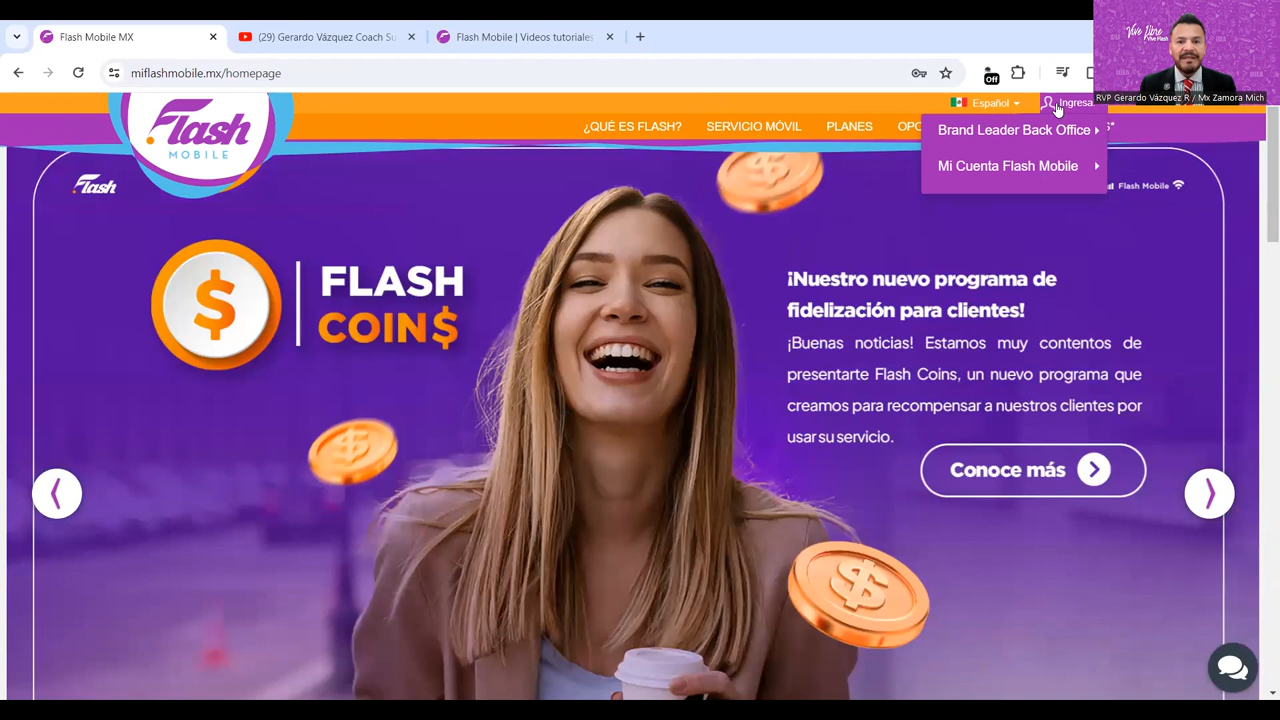 Flash Mobile MX
(29) Gerardo Vázquez Coach Su
Flash Mobile | Videos tutoriales
miflashmobile.mx/homepage
Off
Vive Libre
Vive Flash
RVP Gerardo Vázquez R / Mx Zamora Mich
Español
Ingresa
Flash
MOBILE
¿QUÉ ES FLASH?
SERVICIO MÓVIL
PLANES
OPO
S*
Brand Leader Back Office
Mi Cuenta Flash Mobile
Flash
Flash Mobile
FLASH
COIN$
¡Nuestro nuevo programa de
fidelización para clientes!
¡Buenas noticias! Estamos muy contentos de
presentarte Flash Coins, un nuevo programa que
creamos para recompensar a nuestros clientes por
usar su servicio.
Conoce más